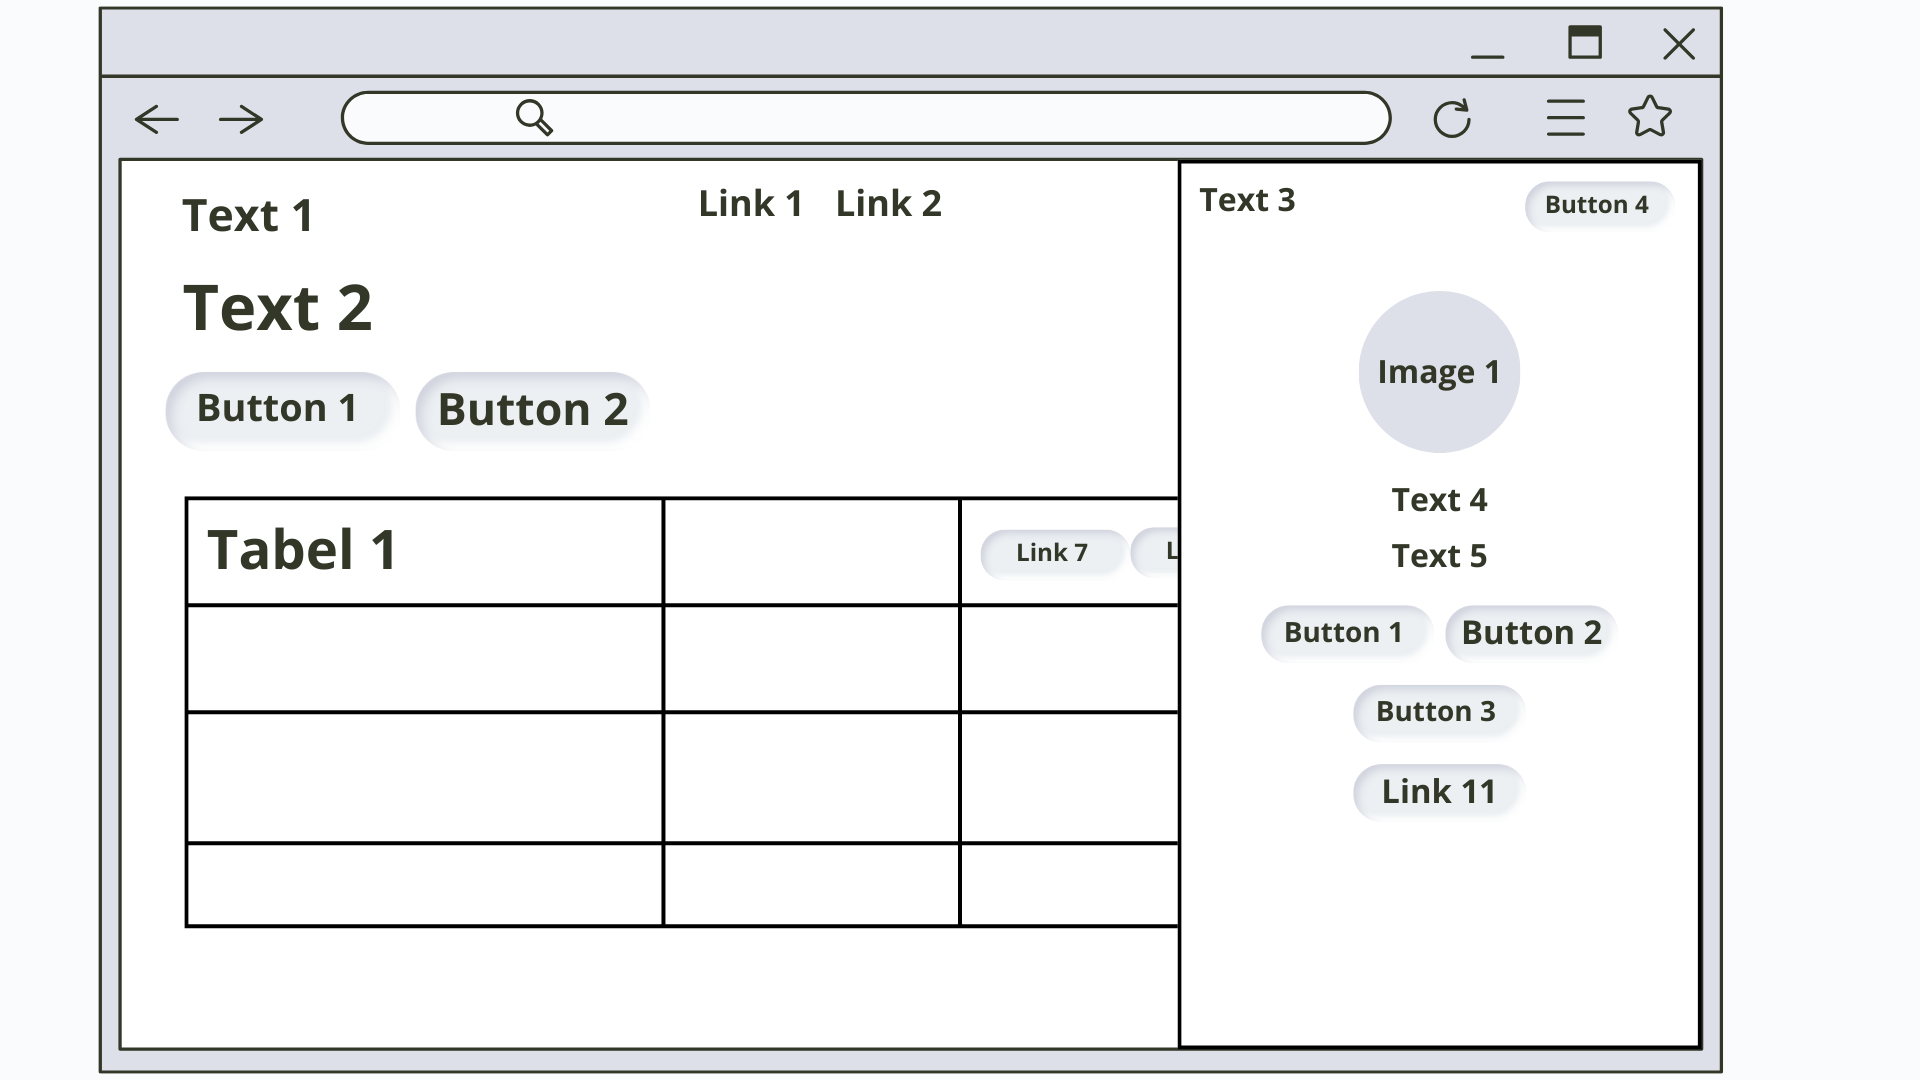 Text 1
Link 1 Link 2
Text 2
Button 1 Button 2
Tabel 1
Link 7
Text 3
Button 4
Image 1
Text 4
Text 5
Button 1 Button 2
Button 3
Link 11